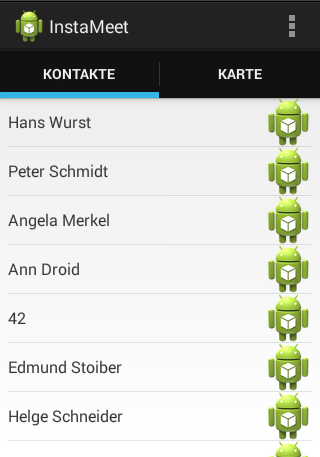 InstaMeet
KONTAKTE
KARTE
Hans Wurst
Peter Schmidt
Angela Merkel
Ann Droid
42
Edmund Stoiber
Helge Schneider